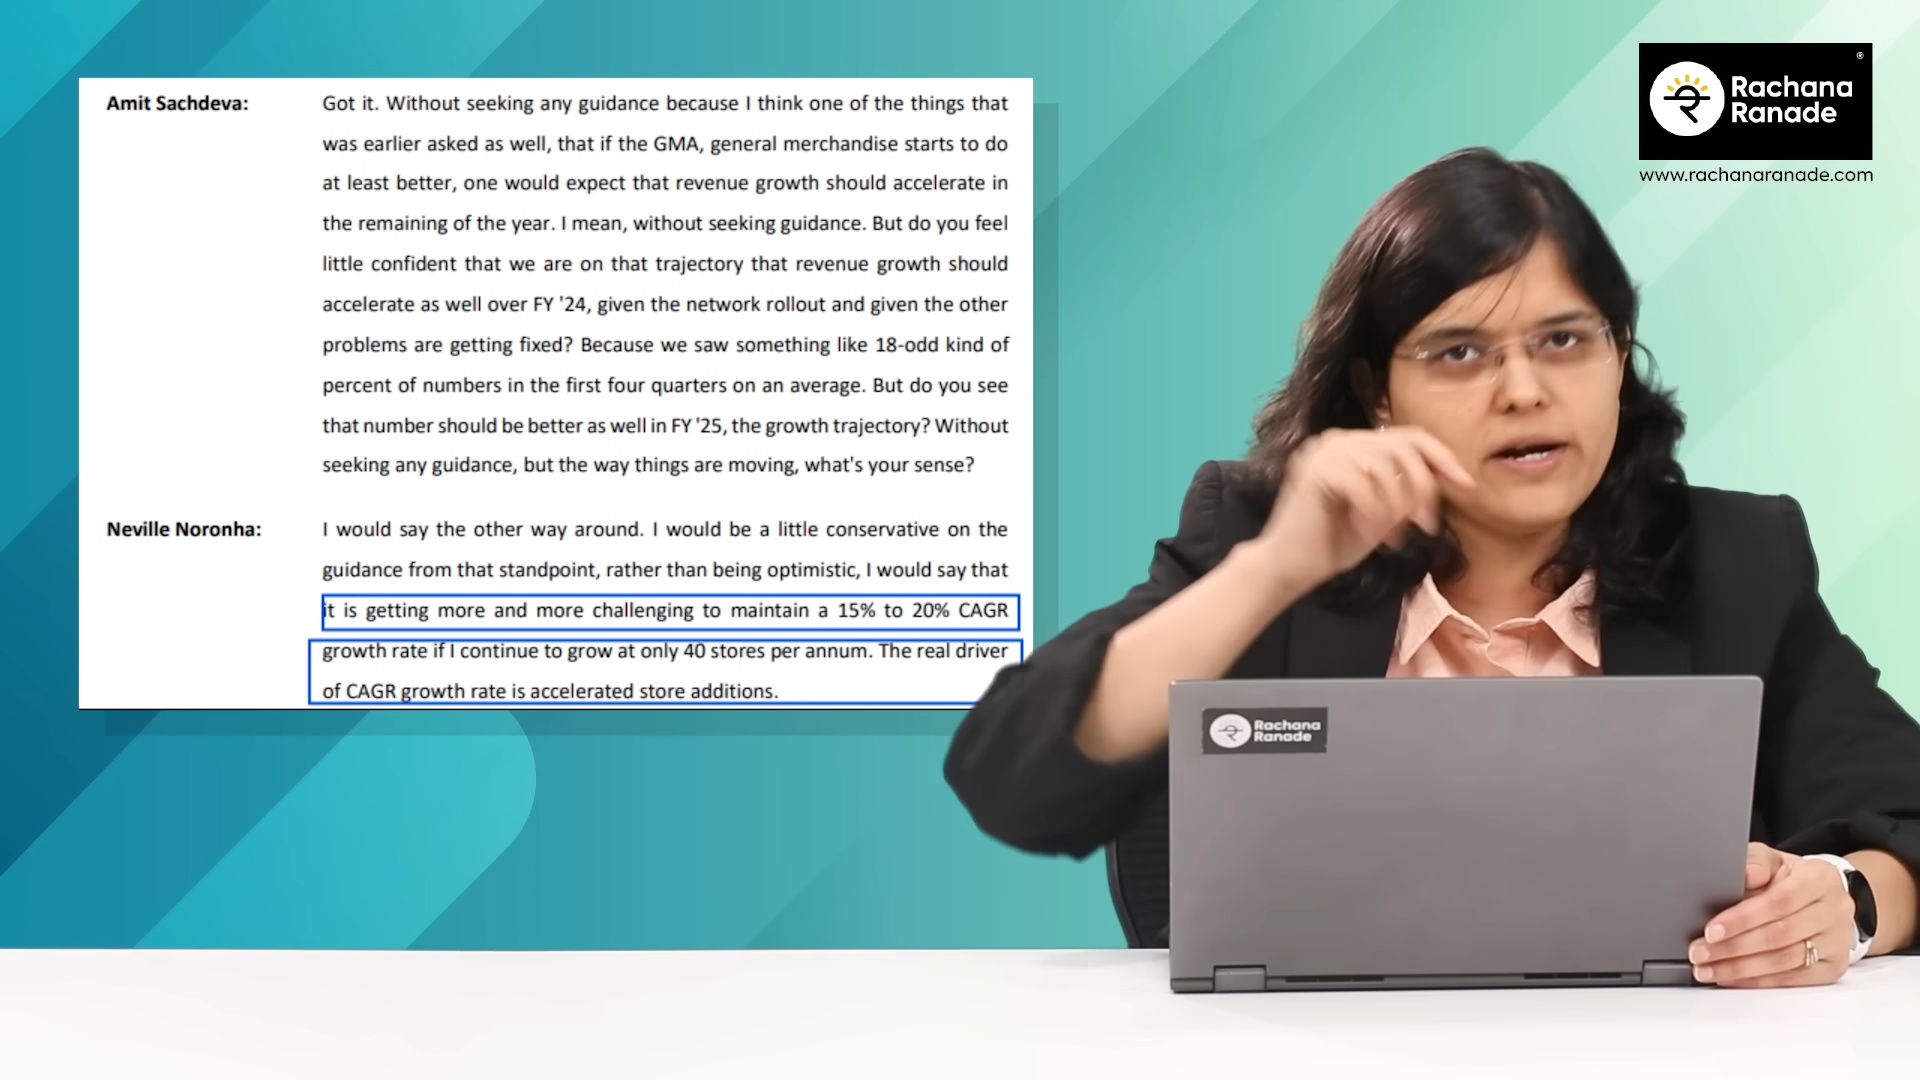 Amit Sachdeva:
Got it. Without seeking any guidance because I think one of the things that
was earlier asked as well, that if the GMA, general merchandise starts to do
at least better, one would expect that revenue growth should accelerate in
the remaining of the year. I mean, without seeking guidance. But do you feel
little confident that we are on that trajectory that revenue growth should
accelerate as well over FY '24, given the network rollout and given the other
problems are getting fixed? Because we saw something like 18-odd kind of
percent of numbers in the first four quarters on an average. But do you see
that number should be better as well in FY '25, the growth trajectory? Without
seeking any guidance, but the way things are moving, what's your sense?
Neville Noronha:
I would say the other way around. I would be a little conservative on the
guidance from that standpoint, rather than being optimistic, I would say that
it is getting more and more challenging to maintain a 15% to 20% CAGR
growth rate if I continue to grow at only 40 stores per annum. The real driver
of CAGR growth rate is accelerated store additions.
Rachana
Ranade
®
www.rachanaranade.com
Rachana
Ranade